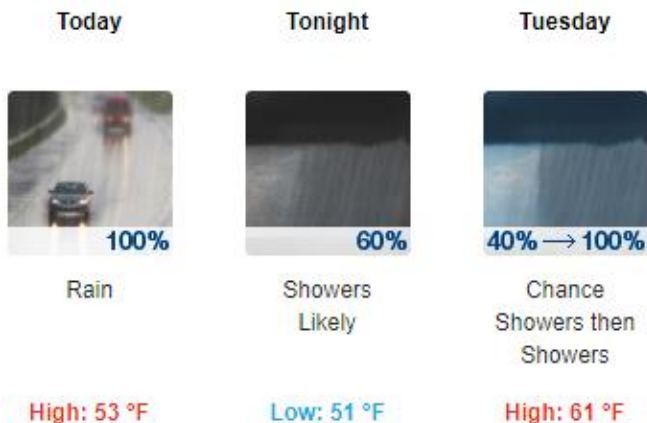 Today
100%
Rain
High: 53 °F
Tonight
60%
Showers
Likely
Low: 51 °F
Tuesday
40% → 100%
Chance
Showers then
Showers
High: 61 °F